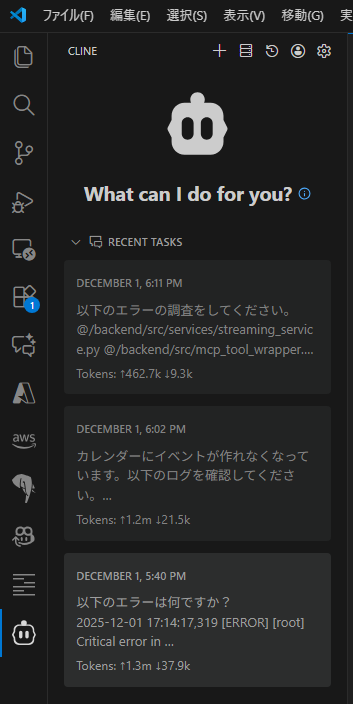 ファイル(F) 編集(E) 選択(S) 表示(V) 移動(G) 実
CLINE
What can I do for you?
RECENT TASKS
DECEMBER 1, 6:11 PM
以下のエラーの調査をしてください。
@/backend/src/services/streaming_servic
e.py @/backend/src/mcp_tool_wrapper....
Tokens: ↑462.7k ↓9.3k
DECEMBER 1, 6:02 PM
カレンダーにイベントが作れなくなって
います。以下のログを確認してくださ
い。...
Tokens: ↑1.2m ↓21.5k
1
DECEMBER 1, 5:40 PM
以下のエラーは何ですか？
2025-12-01 17:14:17,319 [ERROR] [root]
Critical error in ...
Tokens: ↑1.3m ↓37.9k
aws